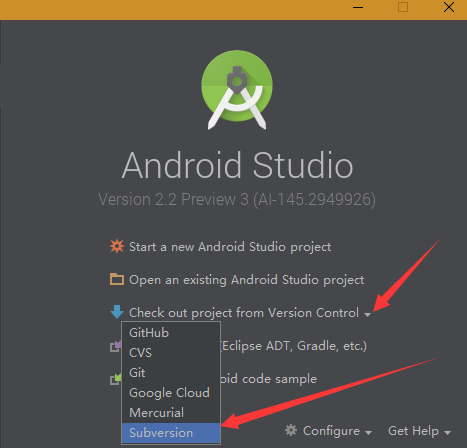 Android Studio
Version 2.2 Preview 3 (AI-145.2949926)
Start a new Android Studio project
Open an existing Android Studio project
Check out project from Version Control
GitHub
CVS
(Eclipse ADT, Gradle, etc.)
Git
oid code sample
Google Cloud
Mercurial
Subversion
Configure
Get Help